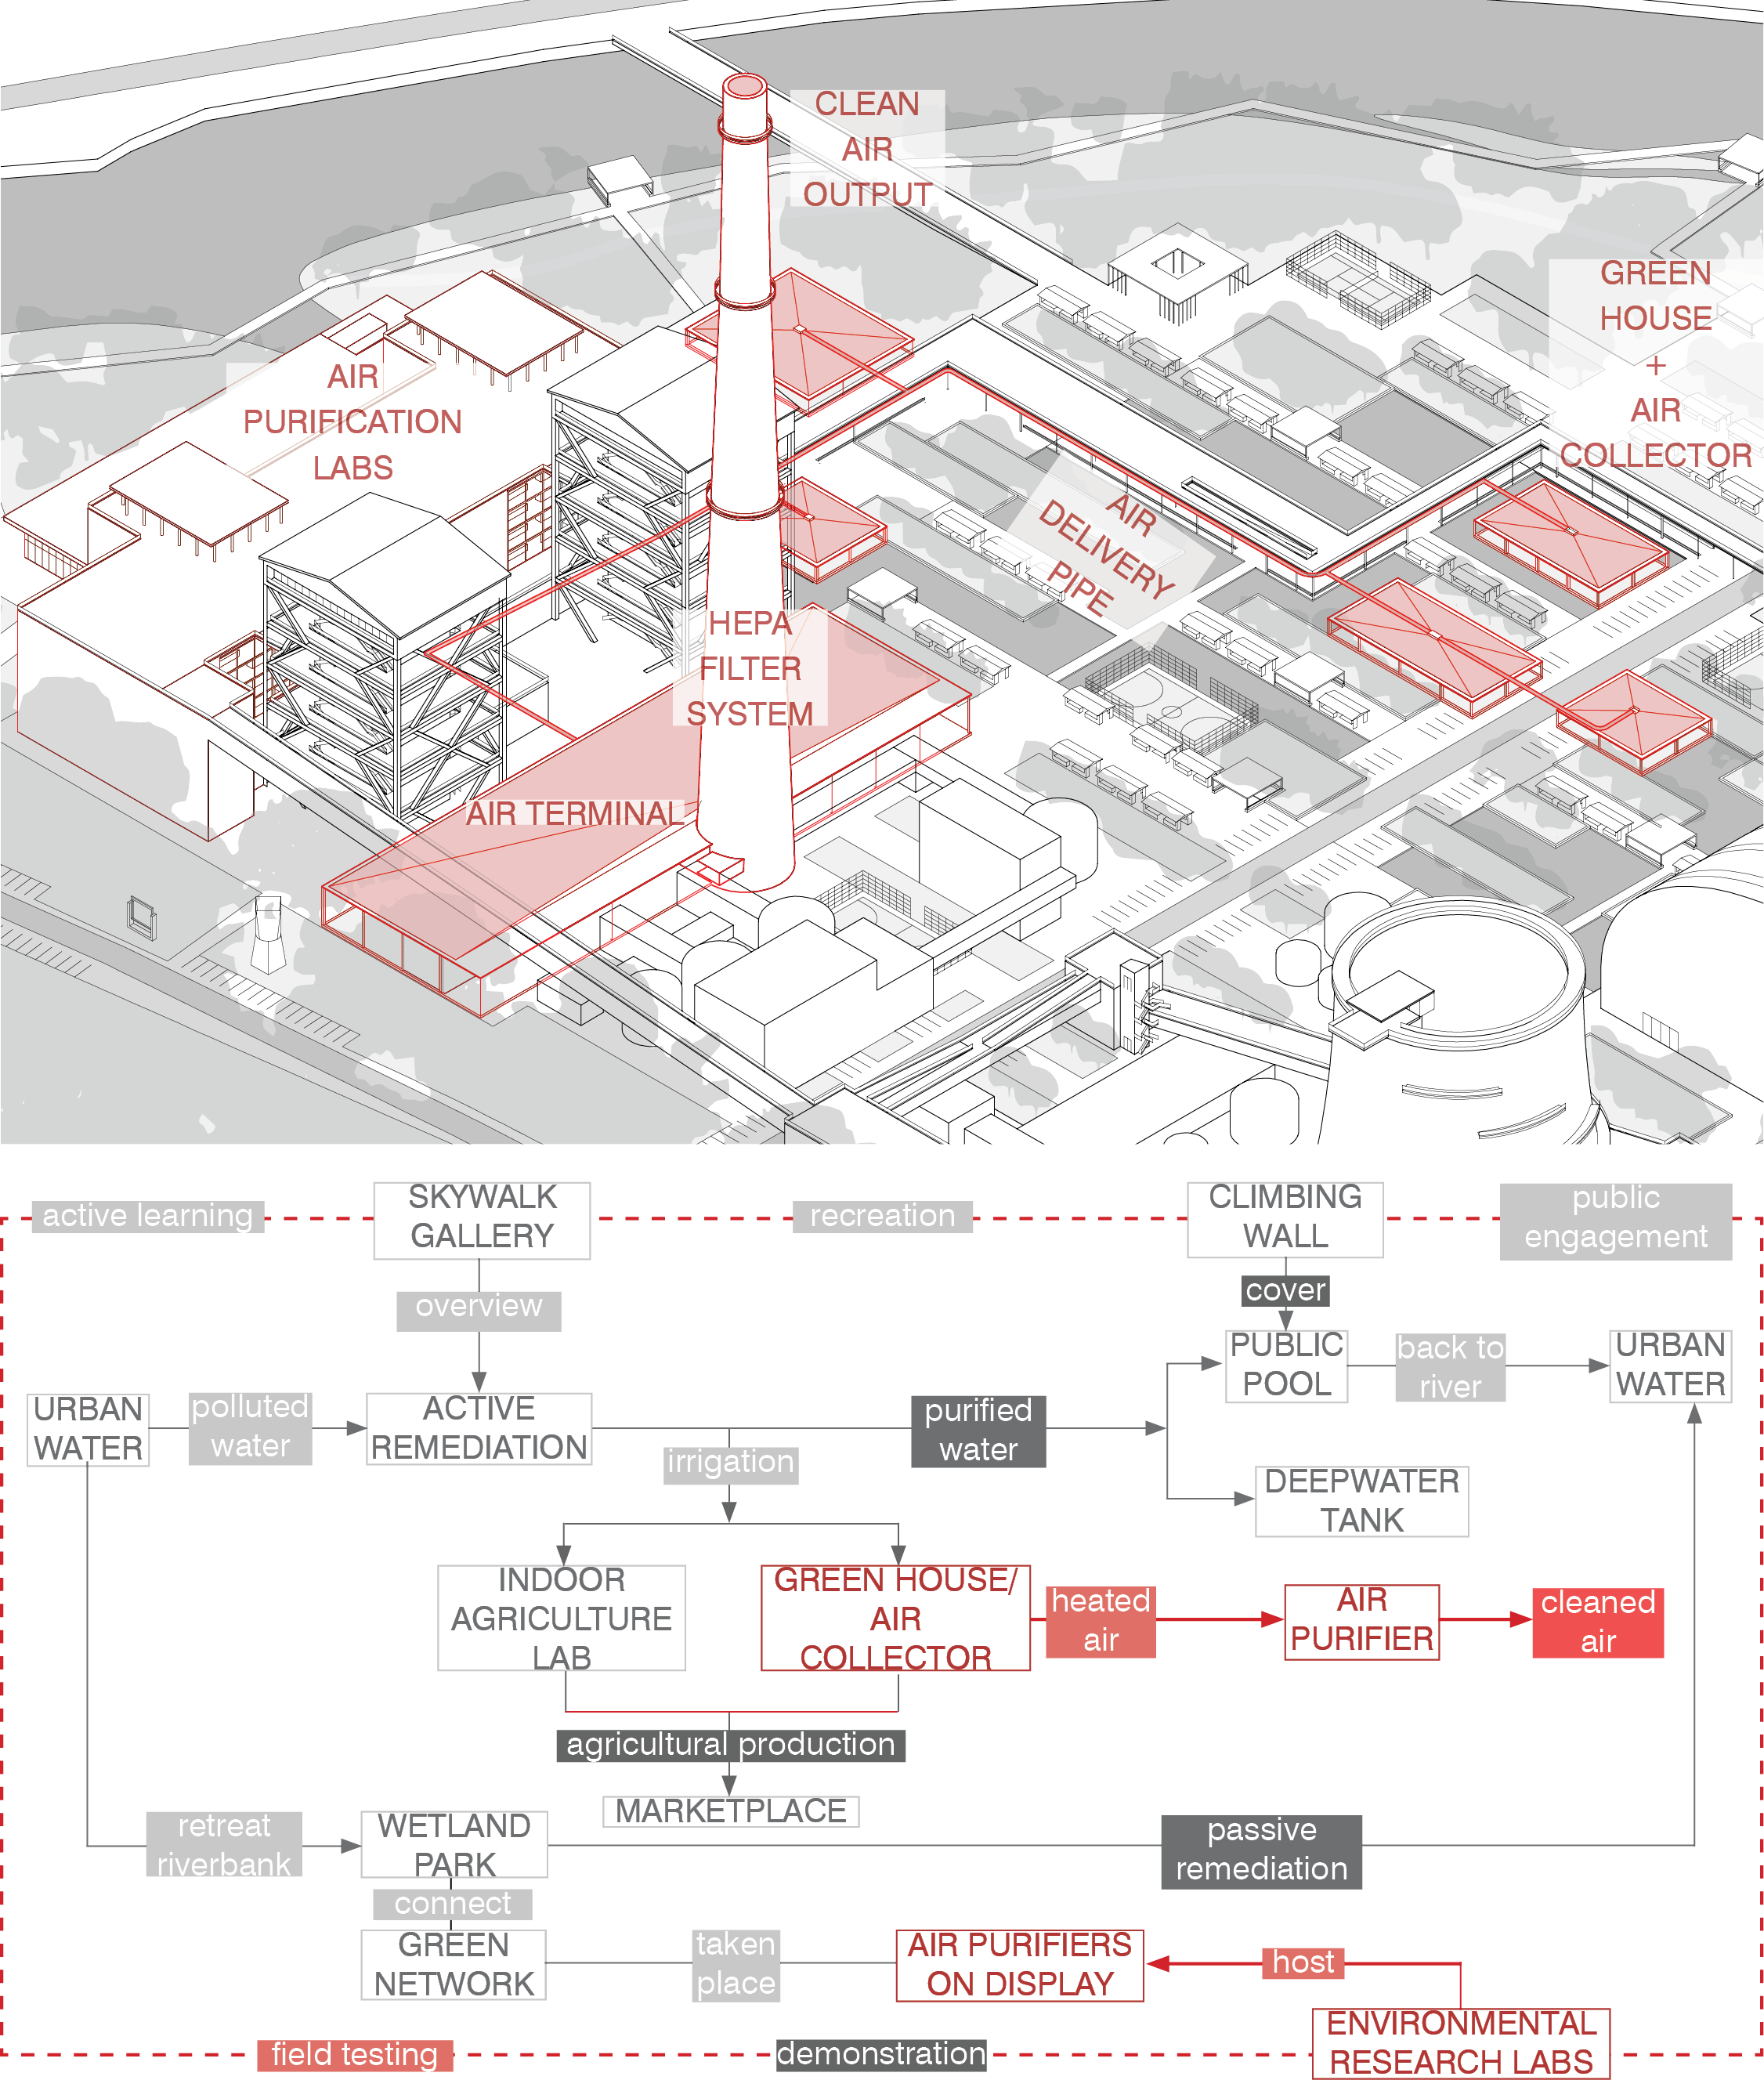 CLEAN
AIR
OUTPUT
GREEN
HOUSE
+
AIR
COLLECTOR
AIR
PURIFICATION
LABS
AIR
DELIVERY
PIPE
HEPA
FILTER
SYSTEM
AIR TERMINAL
active learning
SKYWALK
GALLERY
recreation
CLIMBING
WALL
public
engagement
overview
cover
URBAN
WATER
polluted
water
ACTIVE
REMEDIATION
irrigation
purified
water
PUBLIC
POOL
back to
river
URBAN
WATER
DEEPWATER
TANK
INDOOR
AGRICULTURE
LAB
GREEN HOUSE/
AIR
COLLECTOR
heated
air
AIR
PURIFIER
cleaned
air
agricultural production
MARKETPLACE
retreat
riverbank
WETLAND
PARK
passive
remediation
connect
GREEN
NETWORK
taken
place
AIR PURIFIERS
ON DISPLAY
host
ENVIRONMENTAL
RESEARCH LABS
field testing
demonstration